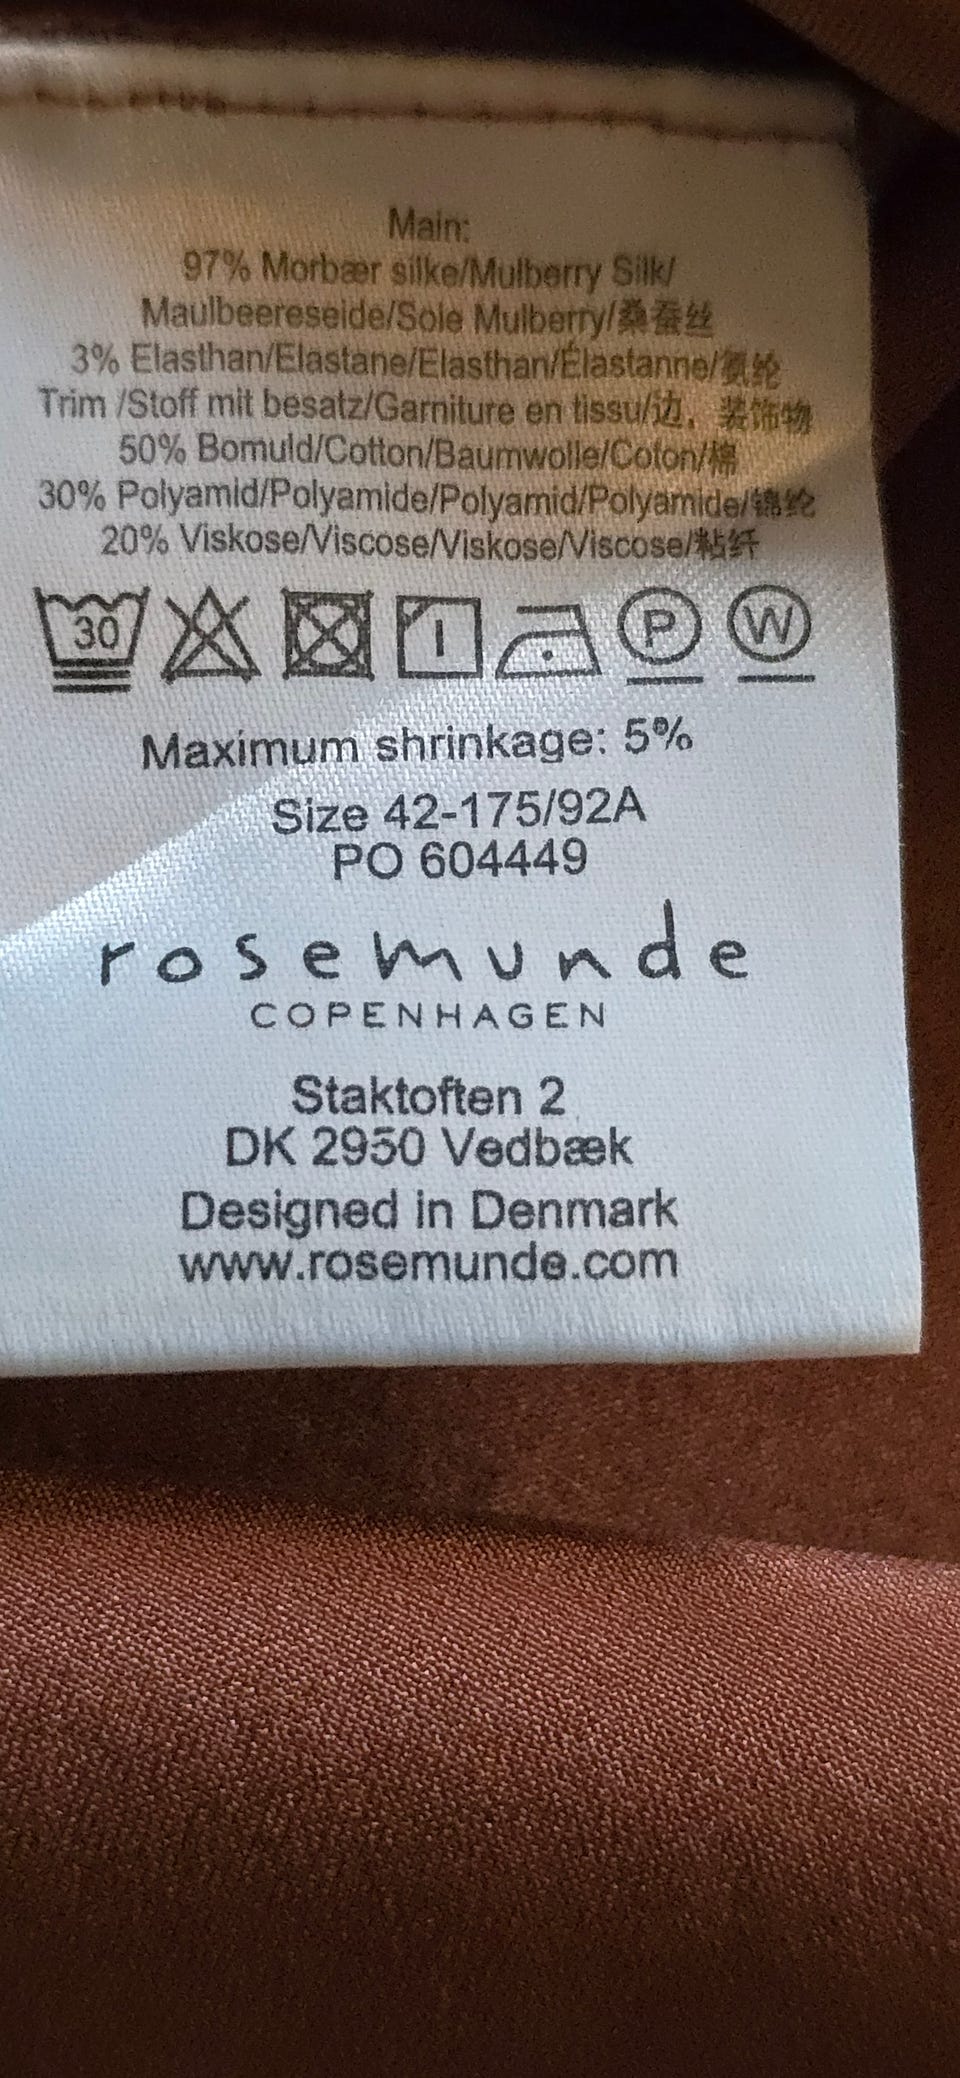 Main:
97% Morbær silke/Mulberry Silk/
Maulbeereseide/Soie Mulberry/桑蚕丝
3% Elasthan/Elastane/Elasthan/Élastanne/氨纶
Trim /Stoff mit besatz/Garniture en tissu/边，装饰物
50% Bomuld/Cotton/Baumwolle/Coton/棉
30% Polyamid/Polyamide/Polyamid/Polyamide/锦纶
20% Viskose/Viscose/Viskose/Viscose/粘纤
30 P W
Maximum shrinkage: 5%
Size 42-175/92A
PO 604449
rosemunde
COPENHAGEN
Staktoften 2
DK 2950 Vedbæk
Designed in Denmark
www.rosemunde.com